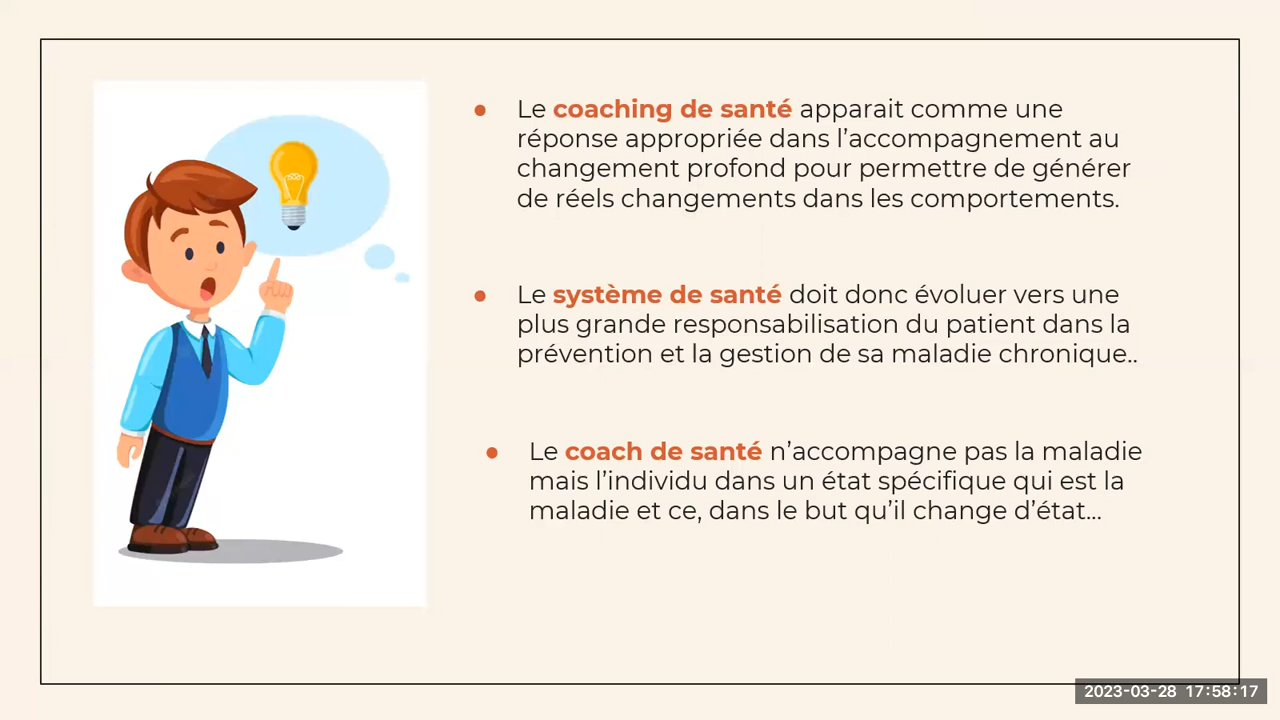 ● Le coaching de santé apparait comme une
réponse appropriée dans l’accompagnement au
changement profond pour permettre de générer
de réels changements dans les comportements.
● Le système de santé doit donc évoluer vers une
plus grande responsabilisation du patient dans la
prévention et la gestion de sa maladie chronique..
● Le coach de santé n’accompagne pas la maladie
mais l’individu dans un état spécifique qui est la
maladie et ce, dans le but qu’il change d’état...
2023-03-28 17:58:17